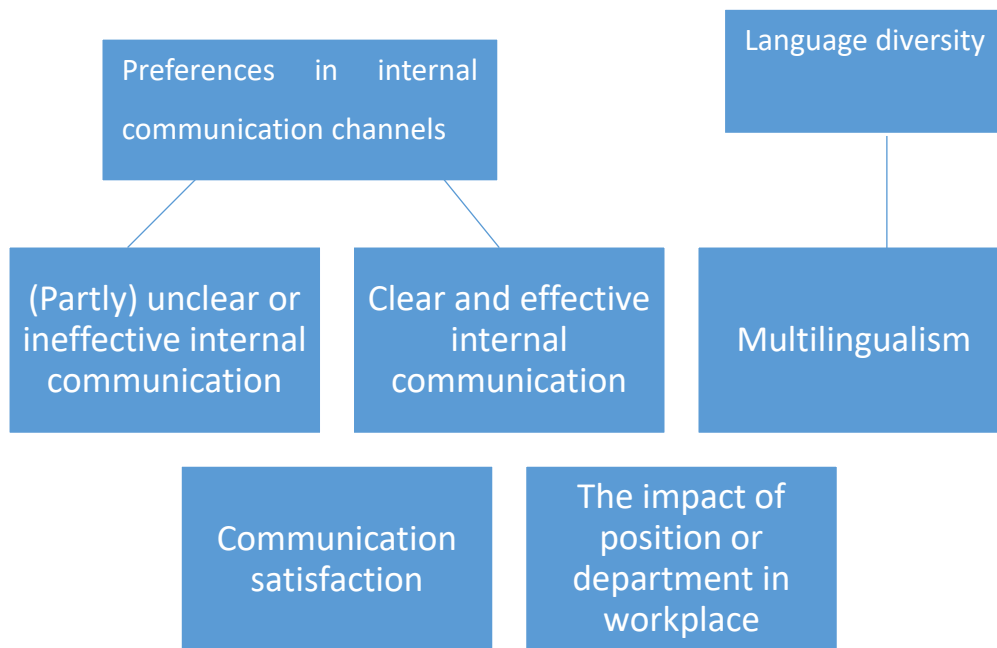 Preferences in internal
communication channels
Language diversity
(Partly) unclear or
ineffective internal
communication
Clear and effective
internal
communication
Multilingualism
Communication
satisfaction
The impact of
position or
department in
workplace